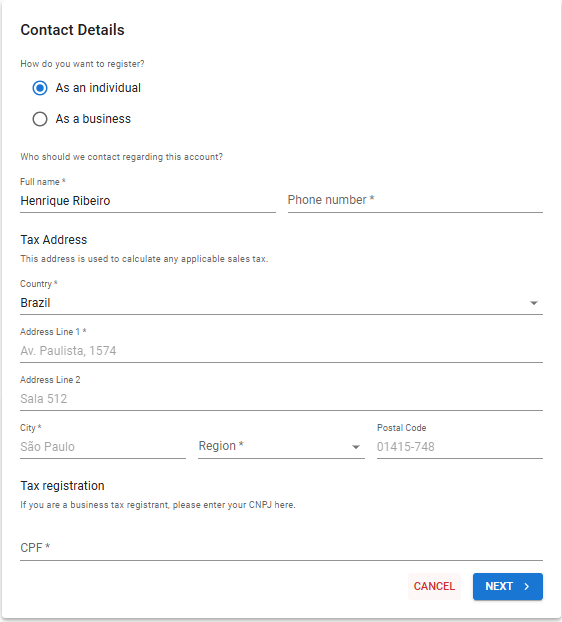 Contact Details
How do you want to register?
As an individual
As a business
Who should we contact regarding this account?
Full name *
Henrique Ribeiro
Phone number *
Tax Address
This address is used to calculate any applicable sales tax.
Country *
Brazil
Address Line 1 *
Av. Paulista, 1574
Address Line 2
Sala 512
City *
São Paulo
Region *
Postal Code
01415-748
Tax registration
If you are a business tax registrant, please enter your CNPJ here.
CPF *
CANCEL
NEXT